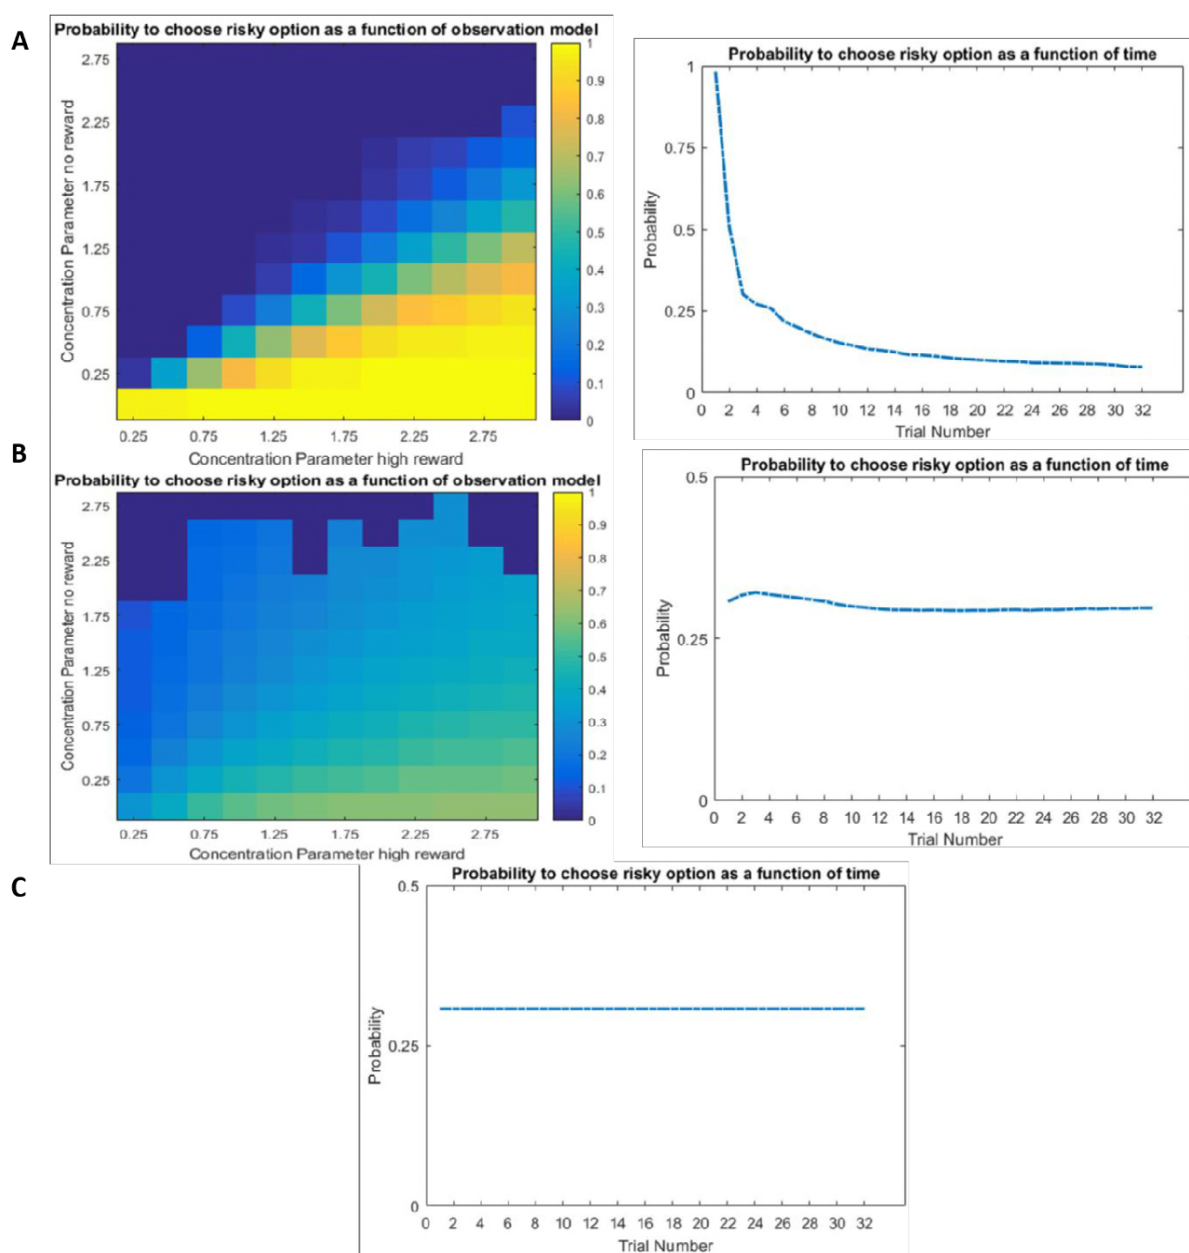 A
Probability to choose risky option as a function of observation model
Concentration Parameter no reward
2.75
2.25
1.75
1.25
0.75
0.25
0.25 0.75 1.25 1.75 2.25 2.75
Concentration Parameter high reward
1
0.9
0.8
0.7
0.6
0.5
0.4
0.3
0.2
0.1
0
Probability to choose risky option as a function of time
Probability
1
0.75
0.5
0.25
0
0 2 4 6 8 10 12 14 16 18 20 22 24 26 28 30 32
Trial Number
B
Probability to choose risky option as a function of observation model
Concentration Parameter no reward
2.75
2.25
1.75
1.25
0.75
0.25
0.25 0.75 1.25 1.75 2.25 2.75
Concentration Parameter high reward
1
0.9
0.8
0.7
0.6
0.5
0.4
0.3
0.2
0.1
0
Probability to choose risky option as a function of time
Probability
0.5
0.25
0
0 2 4 6 8 10 12 14 16 18 20 22 24 26 28 30 32
Trial Number
C
Probability to choose risky option as a function of time
Probability
0.5
0.25
0
0 2 4 6 8 10 12 14 16 18 20 22 24 26 28 30 32
Trial Number